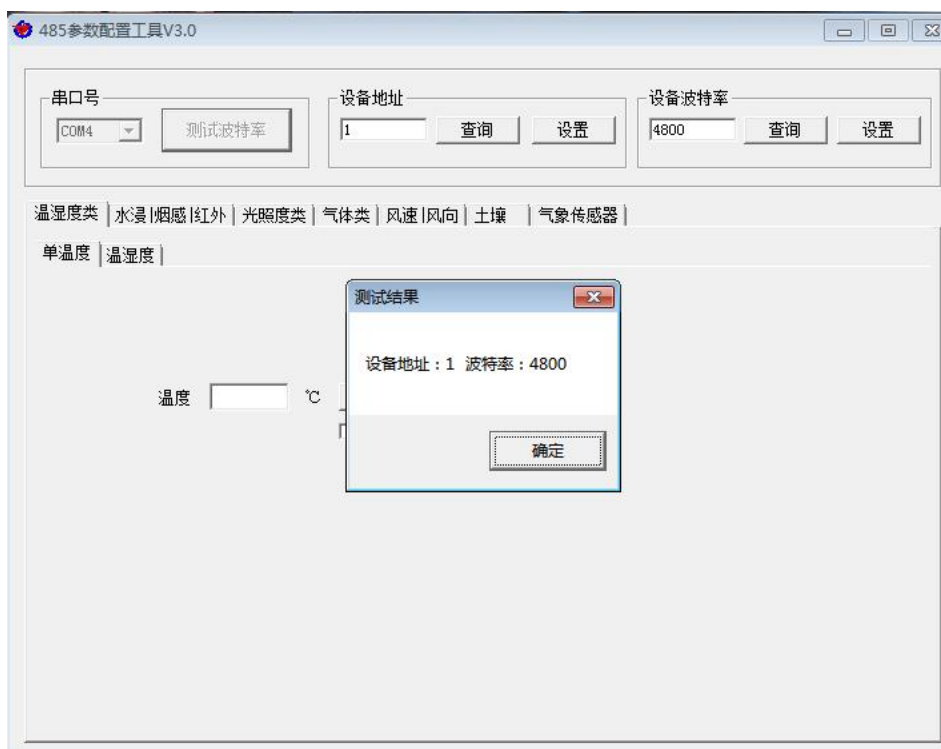 485参数配置工具V3.0
串口号 设备地址 设备波特率
COM4 测试波特率 1 查询 设置 4800 查询 设置
温湿度类 水浸|烟感|红外 光照度类 气体类 风速|风向 土壤 气象传感器
单温度 温湿度
测试结果
设备地址：1 波特率：4800
温度 ℃
确定